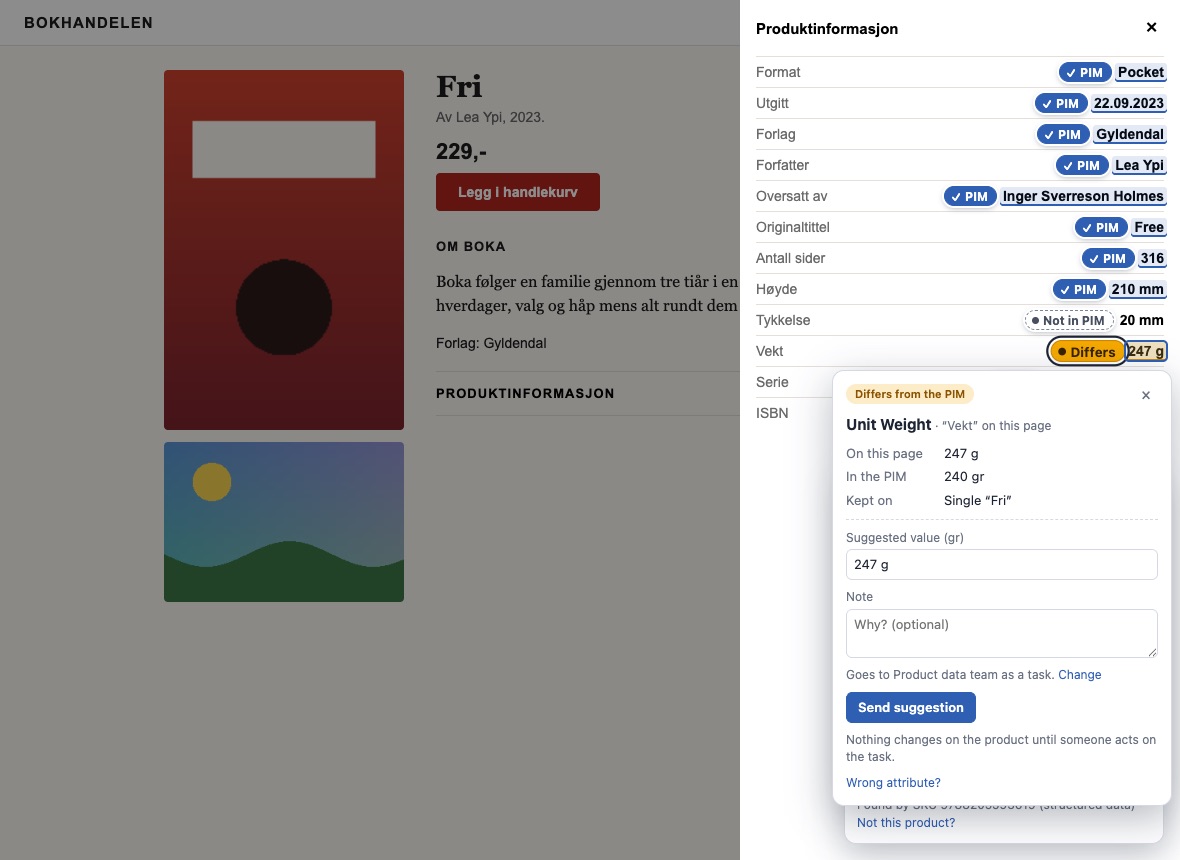 BOKHANDELEN
Fri
Av Lea Ypi, 2023.
229,-
Legg i handlekurv
OM BOKA
Boka følger en familie gjennom tre tiår i en
hverdager, valg og håp mens alt rundt dem
Forlag: Gyldendal
PRODUKTINFORMASJON
Produktinformasjon ×
Format ✓ PIM Pocket
Utgitt ✓ PIM 22.09.2023
Forlag ✓ PIM Gyldendal
Forfatter ✓ PIM Lea Ypi
Oversatt av ✓ PIM Inger Sverreson Holmes
Originaltittel ✓ PIM Free
Antall sider ✓ PIM 316
Høyde ✓ PIM 210 mm
Tykkelse Not in PIM 20 mm
Vekt Differs 247 g
Serie
ISBN
Differs from the PIM ×
Unit Weight · “Vekt” on this page
On this page 247 g
In the PIM 240 gr
Kept on Single “Fri”
Suggested value (gr)
247 g
Note
Why? (optional)
Goes to Product data team as a task. Change
Send suggestion
Nothing changes on the product until someone acts on
the task.
Wrong attribute?
Not this product?